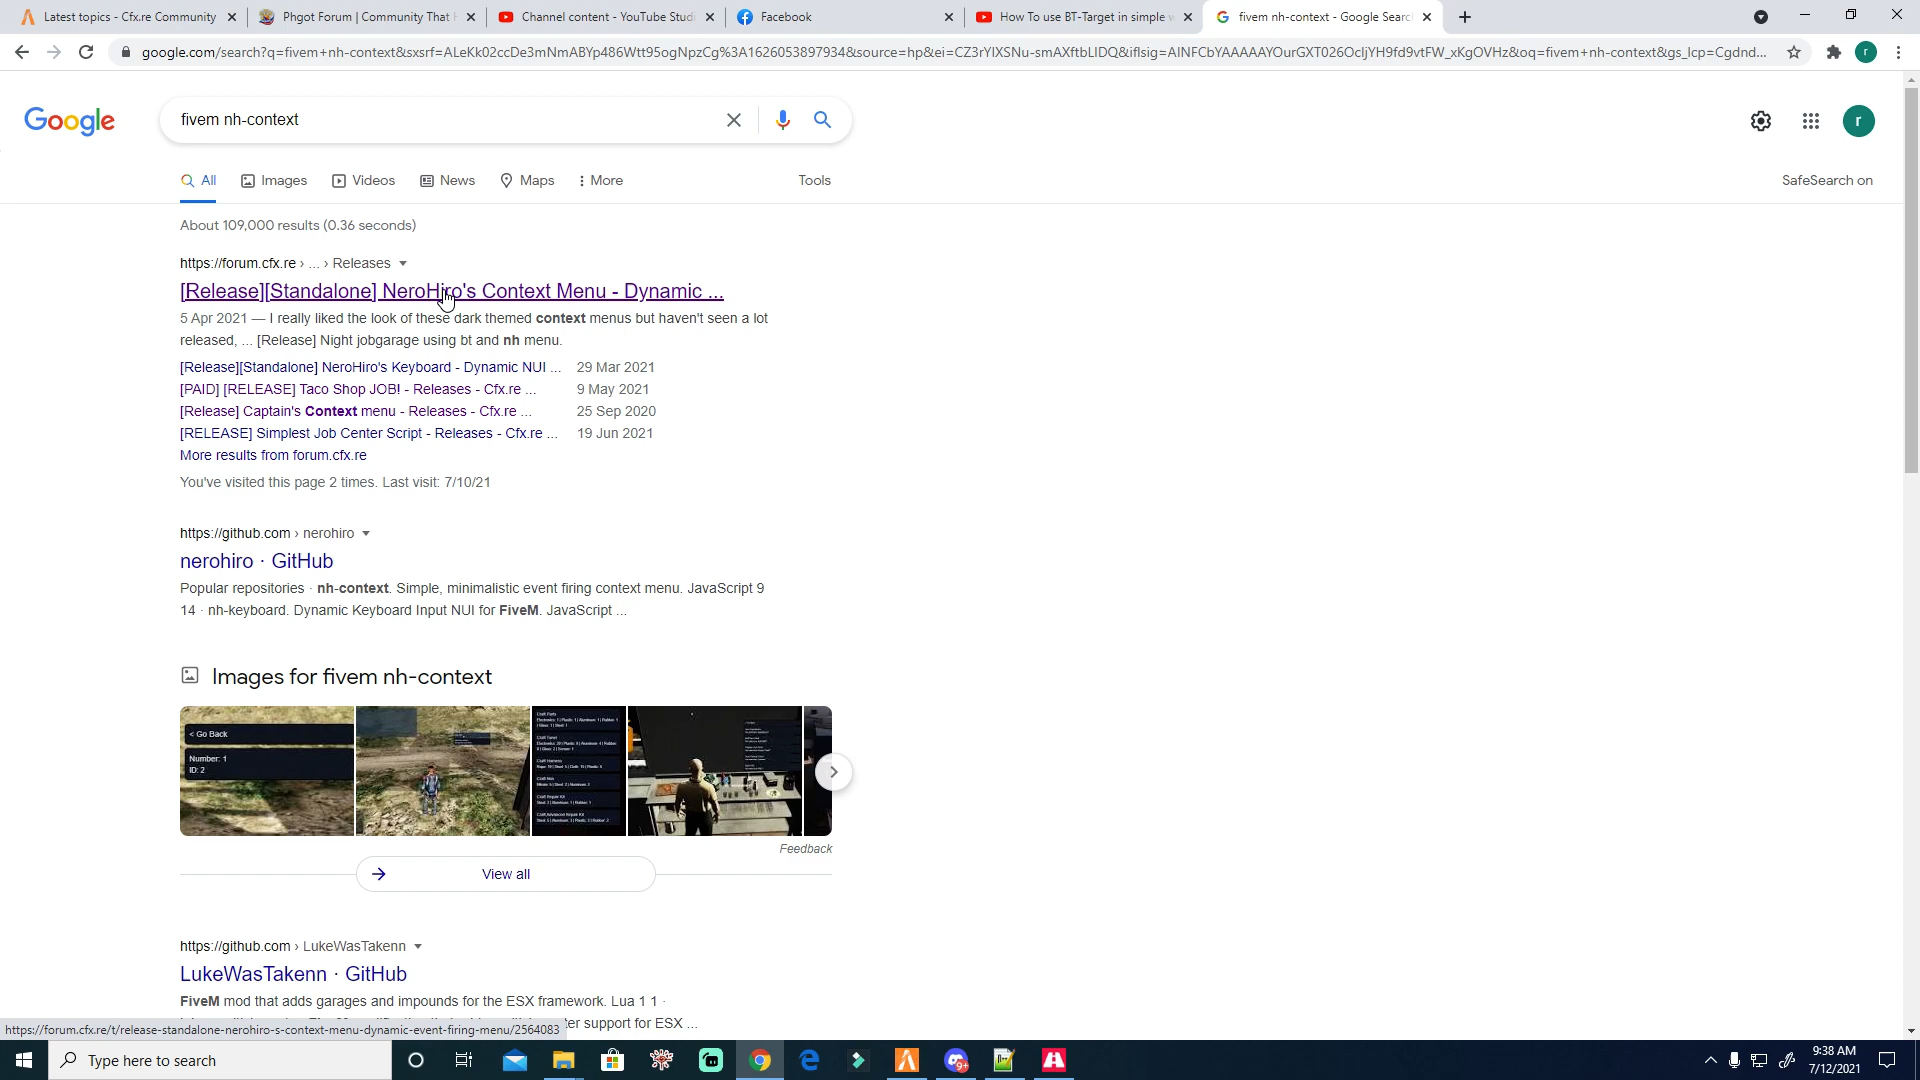 Latest topics - Cfx.re Community
Phgot Forum | Community That
Channel content - YouTube Stud
Facebook
How To use BT-Target in simple
fivem nh-context - Google Searc
google.com/search?q=fivem+nh-context&sxsrf=ALeKk02ccDe3mNmABYp486Wtt95ogNpzCg%3A1626053897934&source=hp&ei=CZ3rYIXSNu-smAXftbLIDQ&iflsig=AINFCbYAAAAAYOurGXT026OcljYH9fd9vtFW_xKgOVHz&oq=fivem+nh-context&gs_lcp=Cgdnd...
r
Google
fivem nh-context
r
All
Images
Videos
News
Maps
More
Tools
SafeSearch on
About 109,000 results (0.36 seconds)
https://forum.cfx.re › ... › Releases
[Release][Standalone] NeroHiro's Context Menu - Dynamic ...
5 Apr 2021 — I really liked the look of these dark themed context menus but haven't seen a lot
released, ... [Release] Night jobgarage using bt and nh menu.
[Release][Standalone] NeroHiro's Keyboard - Dynamic NUI ... 29 Mar 2021
[PAID] [RELEASE] Taco Shop JOB! - Releases - Cfx.re ... 9 May 2021
[Release] Captain's Context menu - Releases - Cfx.re ... 25 Sep 2020
[RELEASE] Simplest Job Center Script - Releases - Cfx.re ... 19 Jun 2021
More results from forum.cfx.re
You've visited this page 2 times. Last visit: 7/10/21
https://github.com › nerohiro
nerohiro · GitHub
Popular repositories · nh-context. Simple, minimalistic event firing context menu. JavaScript 9
14 · nh-keyboard. Dynamic Keyboard Input NUI for FiveM. JavaScript ...
Images for fivem nh-context
< Go Back
Number: 1
ID: 2
Feedback
View all
https://github.com › LukeWasTakenn
LukeWasTakenn · GitHub
FiveM mod that adds garages and impounds for the ESX framework. Lua 1 1 ·
ter support for ESX ...
https://forum.cfx.re/t/release-standalone-nerohiro-s-context-menu-dynamic-event-firing-menu/2564083
Type here to search
9+
9:38 AM
7/12/2021